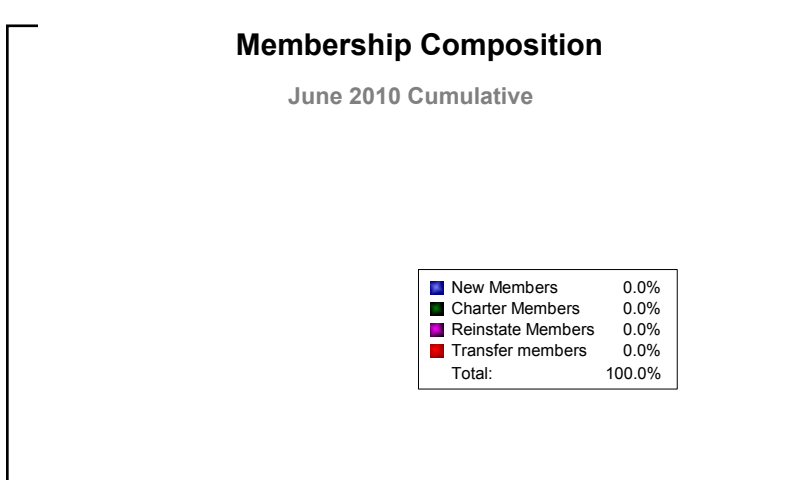 Membership Composition
June 2010 Cumulative
New Members 0.0%
Charter Members 0.0%
Reinstate Members 0.0%
Transfer members 0.0%
Total: 100.0%